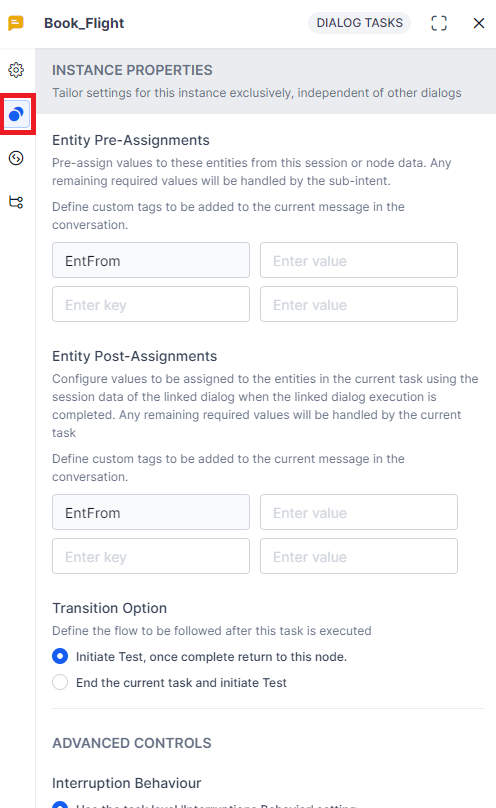 Book_Flight
DIALOG TASKS
INSTANCE PROPERTIES
Tailor settings for this instance exclusively, independent of other dialogs
Entity Pre-Assignments
Pre-assign values to these entities from this session or node data. Any
remaining required values will be handled by the sub-intent.
Define custom tags to be added to the current message in the
conversation.
EntFrom Enter value
Enter key Enter value
Entity Post-Assignments
Configure values to be assigned to the entities in the current task using the
session data of the linked dialog when the linked dialog execution is
completed. Any remaining required values will be handled by the current
task
Define custom tags to be added to the current message in the
conversation.
EntFrom Enter value
Enter key Enter value
Transition Option
Define the flow to be followed after this task is executed
Initiate Test, once complete return to this node.
End the current task and initiate Test
ADVANCED CONTROLS
Interruption Behaviour